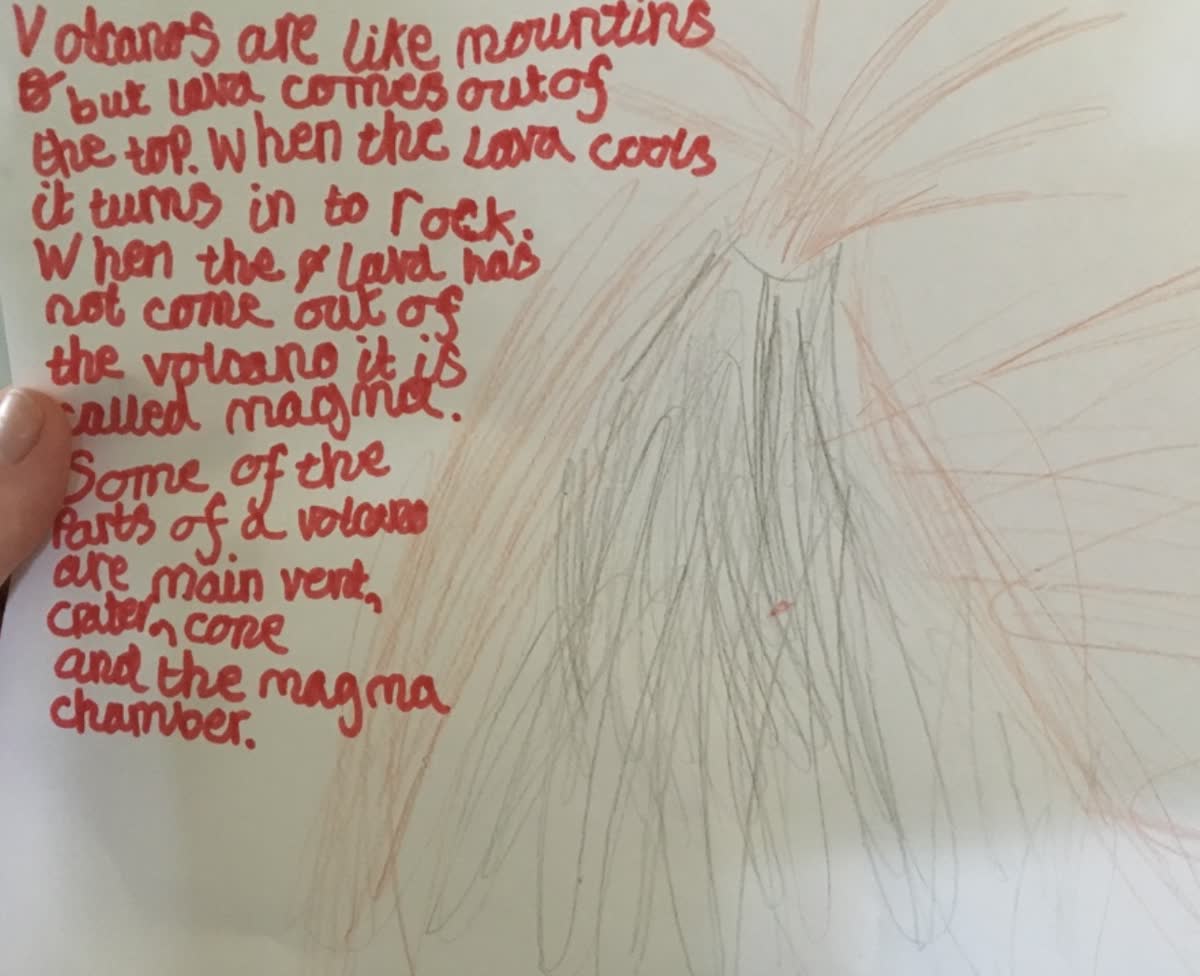 Volcanos are like mountins
but lava comes out of
the top. When the Lava cools
it turns in to rock.
When the Lava has
not come out of
the volcano it is
called magma.
Some of the
Parts of a volcano
are main vent,
crater, cone
and the magma
chamber.